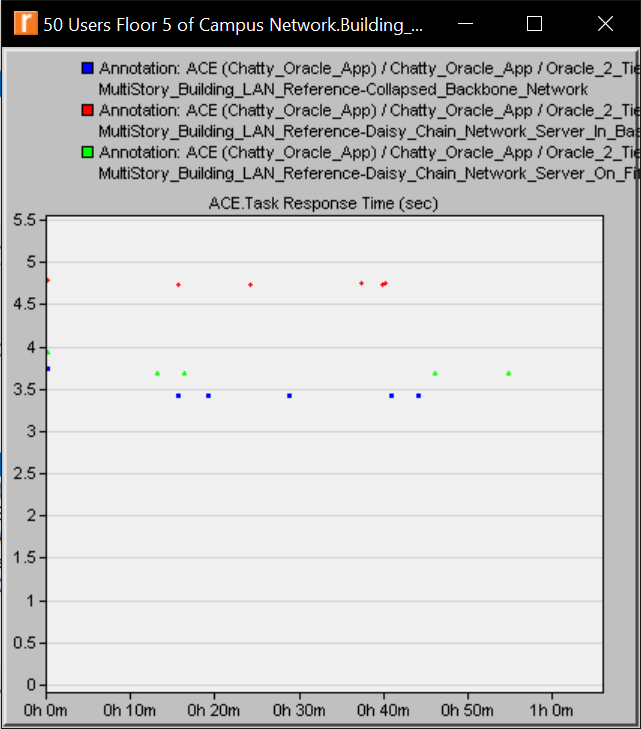 50 Users Floor 5 of Campus Network.Building_...
Annotation: ACE (Chatty_Oracle_App) / Chatty_Oracle_App / Oracle_2_Tie
MultiStory_Building_LAN_Reference-Collapsed_Backbone_Network
Annotation: ACE (Chatty_Oracle_App) / Chatty_Oracle_App / Oracle_2_Tie
MultiStory_Building_LAN_Reference-Daisy_Chain_Network_Server_In_Bas
Annotation: ACE (Chatty_Oracle_App) / Chatty_Oracle_App / Oracle_2_Tie
MultiStory_Building_LAN_Reference-Daisy_Chain_Network_Server_On_Fi
ACE.Task Response Time (sec)
5.5
5
4.5
4
3.5
3
2.5
2
1.5
1
0.5
0
0h 0m 0h 10m 0h 20m 0h 30m 0h 40m 0h 50m 1h 0m